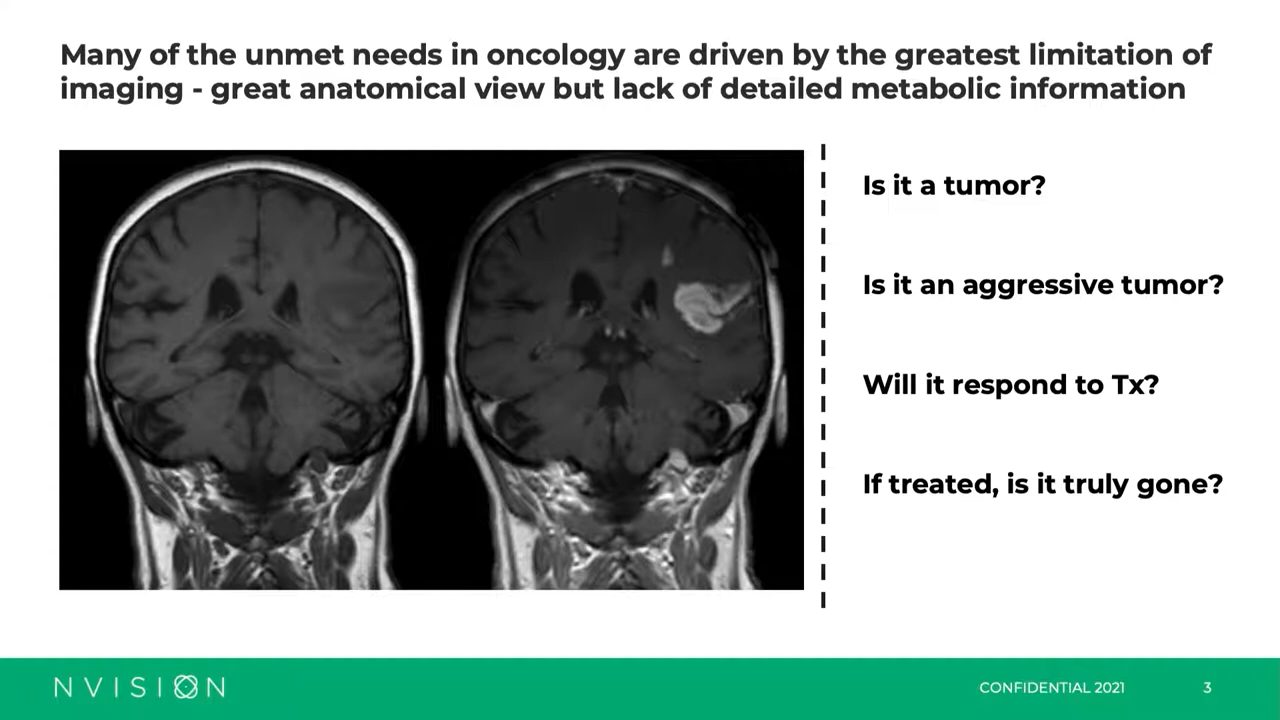 Many of the unmet needs in oncology are driven by the greatest limitation of
imaging - great anatomical view but lack of detailed metabolic information
Is it a tumor?
Is it an aggressive tumor?
Will it respond to Tx?
If treated, is it truly gone?
NVISION
CONFIDENTIAL 2021
3